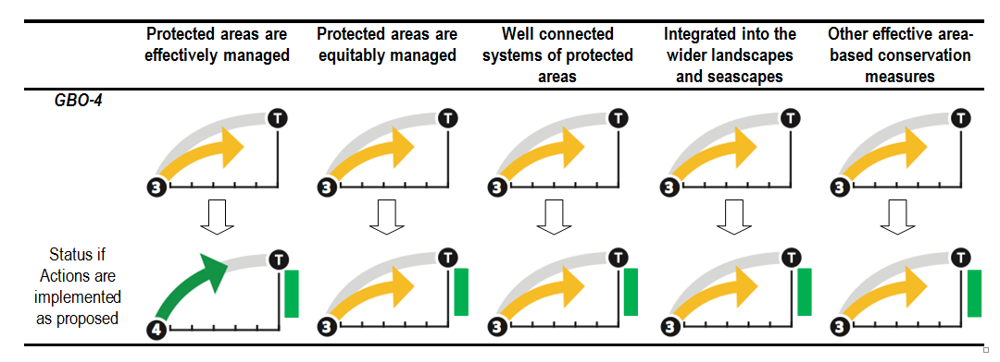 Protected areas are
effectively managed
Protected areas are
equitably managed
Well connected
systems of protected
areas
Integrated into the
wider landscapes
and seascapes
Other effective area-
based conservation
measures
GBO-4
T
3
T
3
T
3
T
3
T
3
Status if
Actions are
implemented
as proposed
T
4
T
3
T
3
T
3
T
3